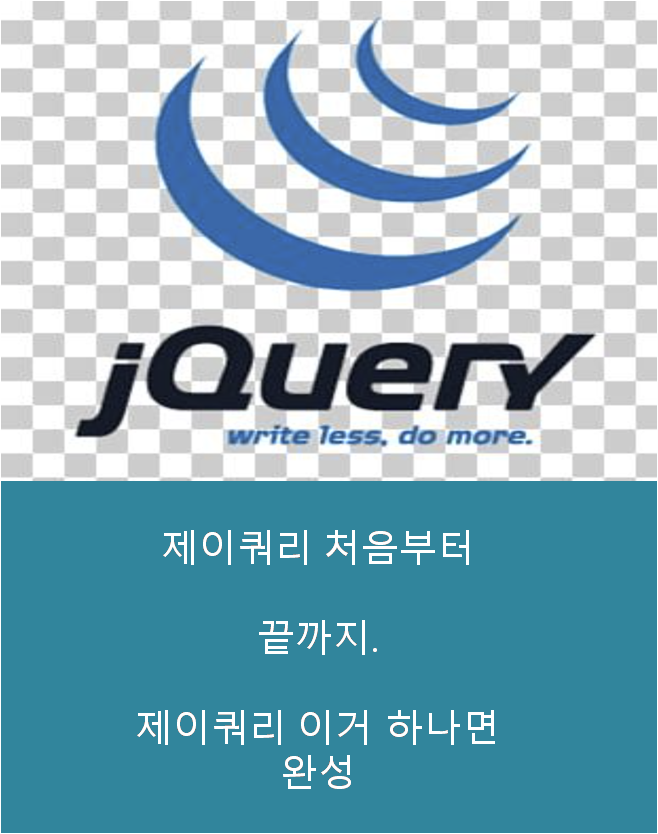 jQuery
write less, do more.
제이쿼리 처음부터
끝까지.
제이쿼리 이거 하나면
완성